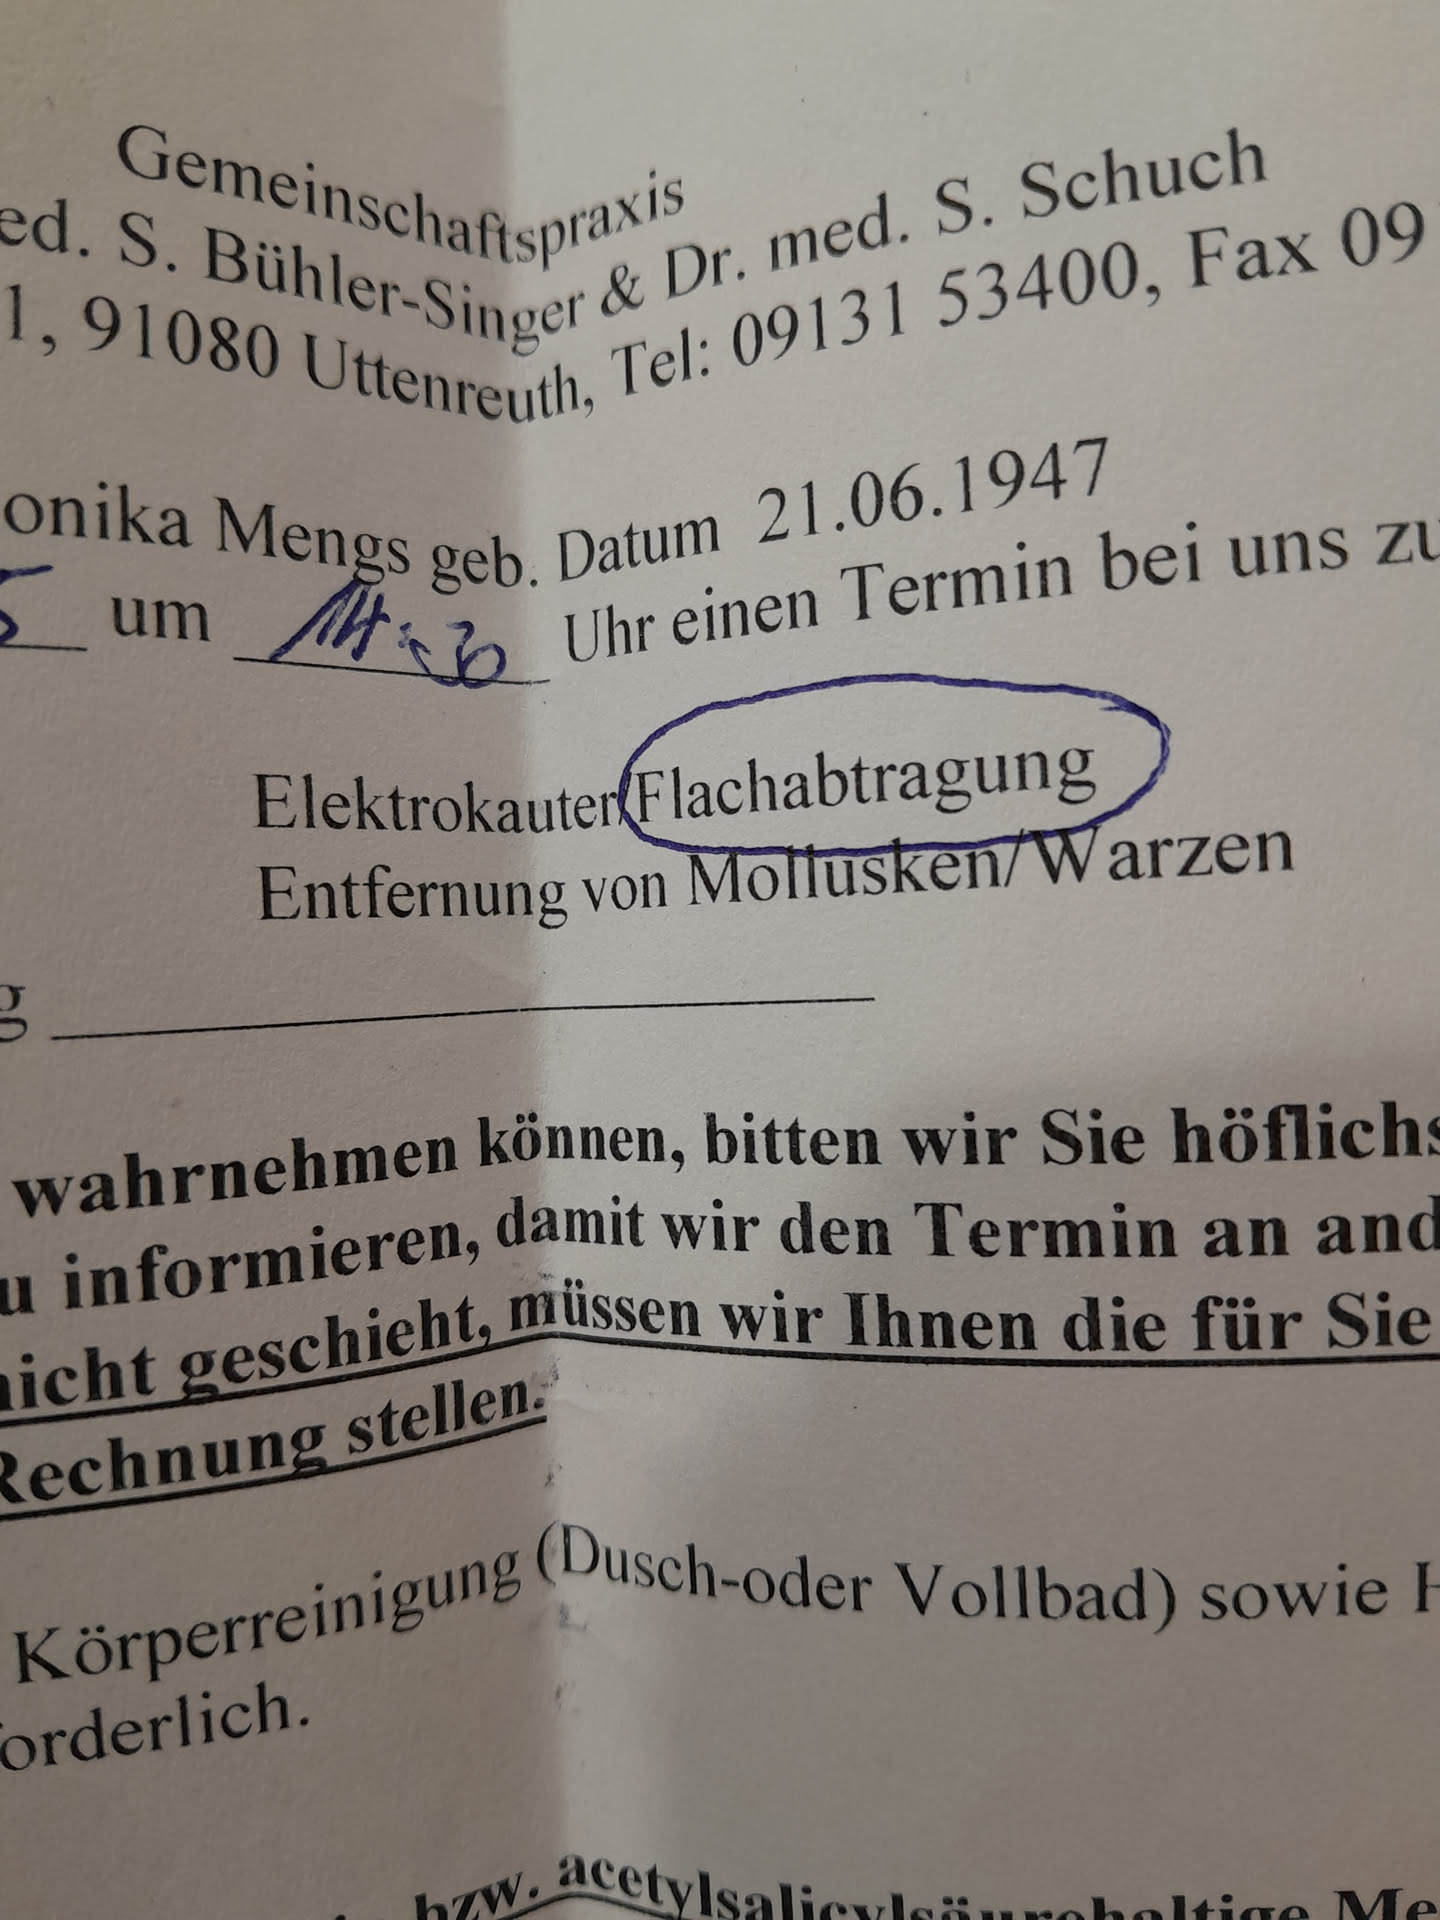 Gemeinschaftspraxis
ed. S. Bühler-Singer & Dr. med. S. Schuch
1, 91080 Uttenreuth, Tel: 09131 53400, Fax 09
onika Mengs geb. Datum 21.06.1947
5 um Uhr einen Termin bei uns zu
Elektrokauter/Flachabtragung
Entfernung von Mollusken/Warzen
g
wahrnehmen können, bitten wir Sie höflichs
u informieren, damit wir den Termin an and
nicht geschieht, müssen wir Ihnen die für Sie
Rechnung stellen.
Körperreinigung (Dusch-oder Vollbad) sowie H
forderlich.
bzw. acetylsalicylsäurehaltige Me